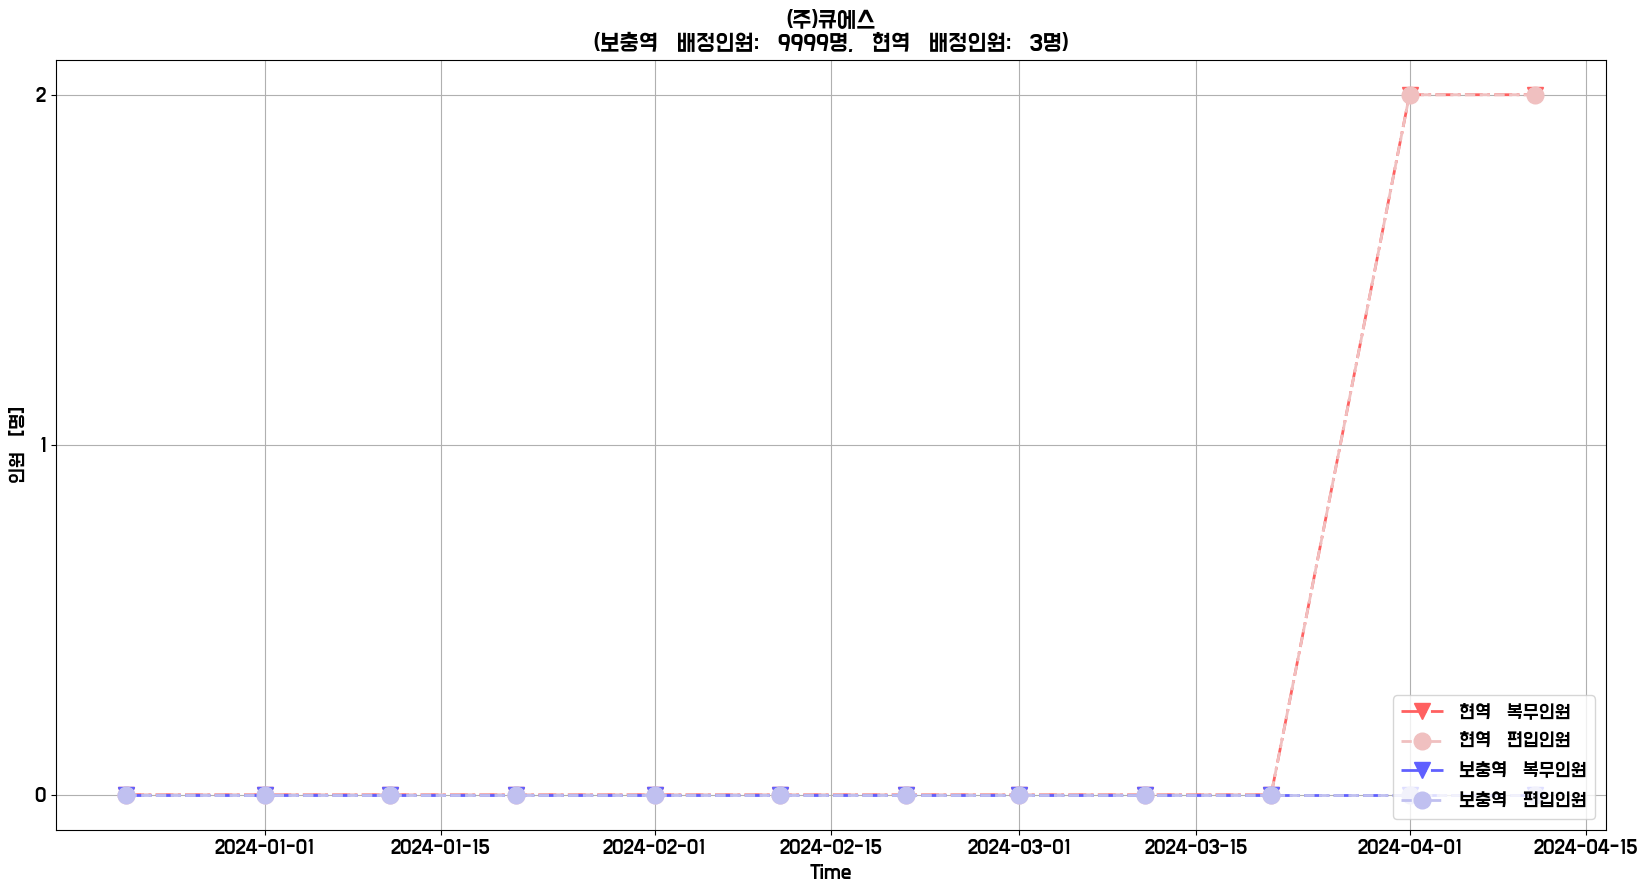 (주)큐에스
(보충역 배정인원: 9999명, 현역 배정인원: 3명)
인원 [명]
2
1
0
현역 복무인원
현역 편입인원
보충역 복무인원
보충역 편입인원
2024-01-01 2024-01-15 2024-02-01 2024-02-15 2024-03-01 2024-03-15 2024-04-01 2024-04-15
Time